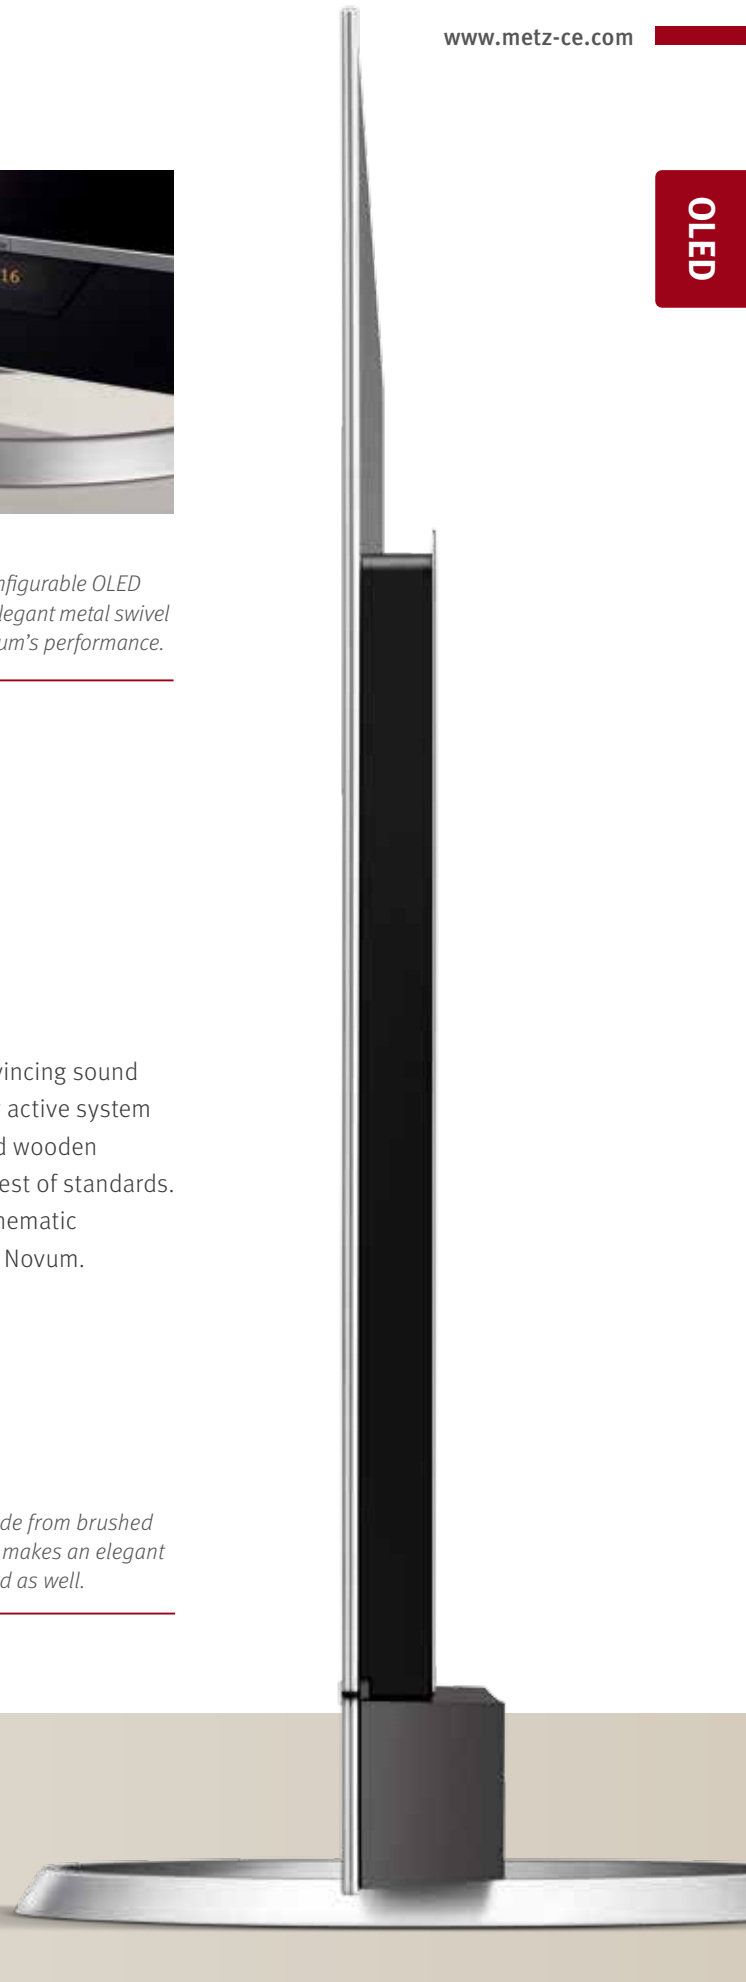 www.metz-ce.com
OLED
16
nfigurable OLED
legant metal swivel
um's performance.
vincing sound
active system
d wooden
est of standards.
nematic
Novum.
de from brushed
makes an elegant
d as well.